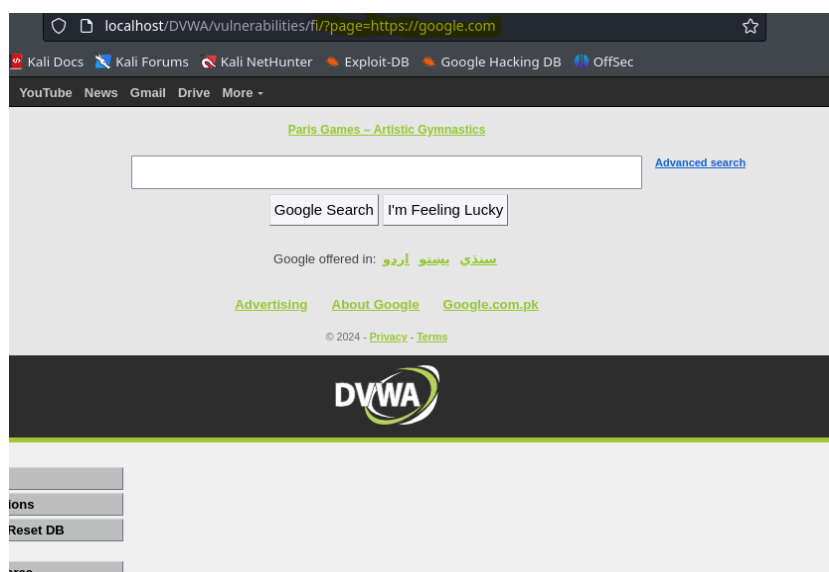 localhost/DVWA/vulnerabilities/fi/?page=https://google.com
Kali Docs Kali Forums Kali NetHunter Exploit-DB Google Hacking DB OffSec
YouTube News Gmail Drive More
Paris Games – Artistic Gymnastics
Advanced search
Google Search I'm Feeling Lucky
Google offered in: اردو پښتو سنڌي
Advertising About Google Google.com.pk
© 2024 - Privacy - Terms
DVWA
ions
Reset DB